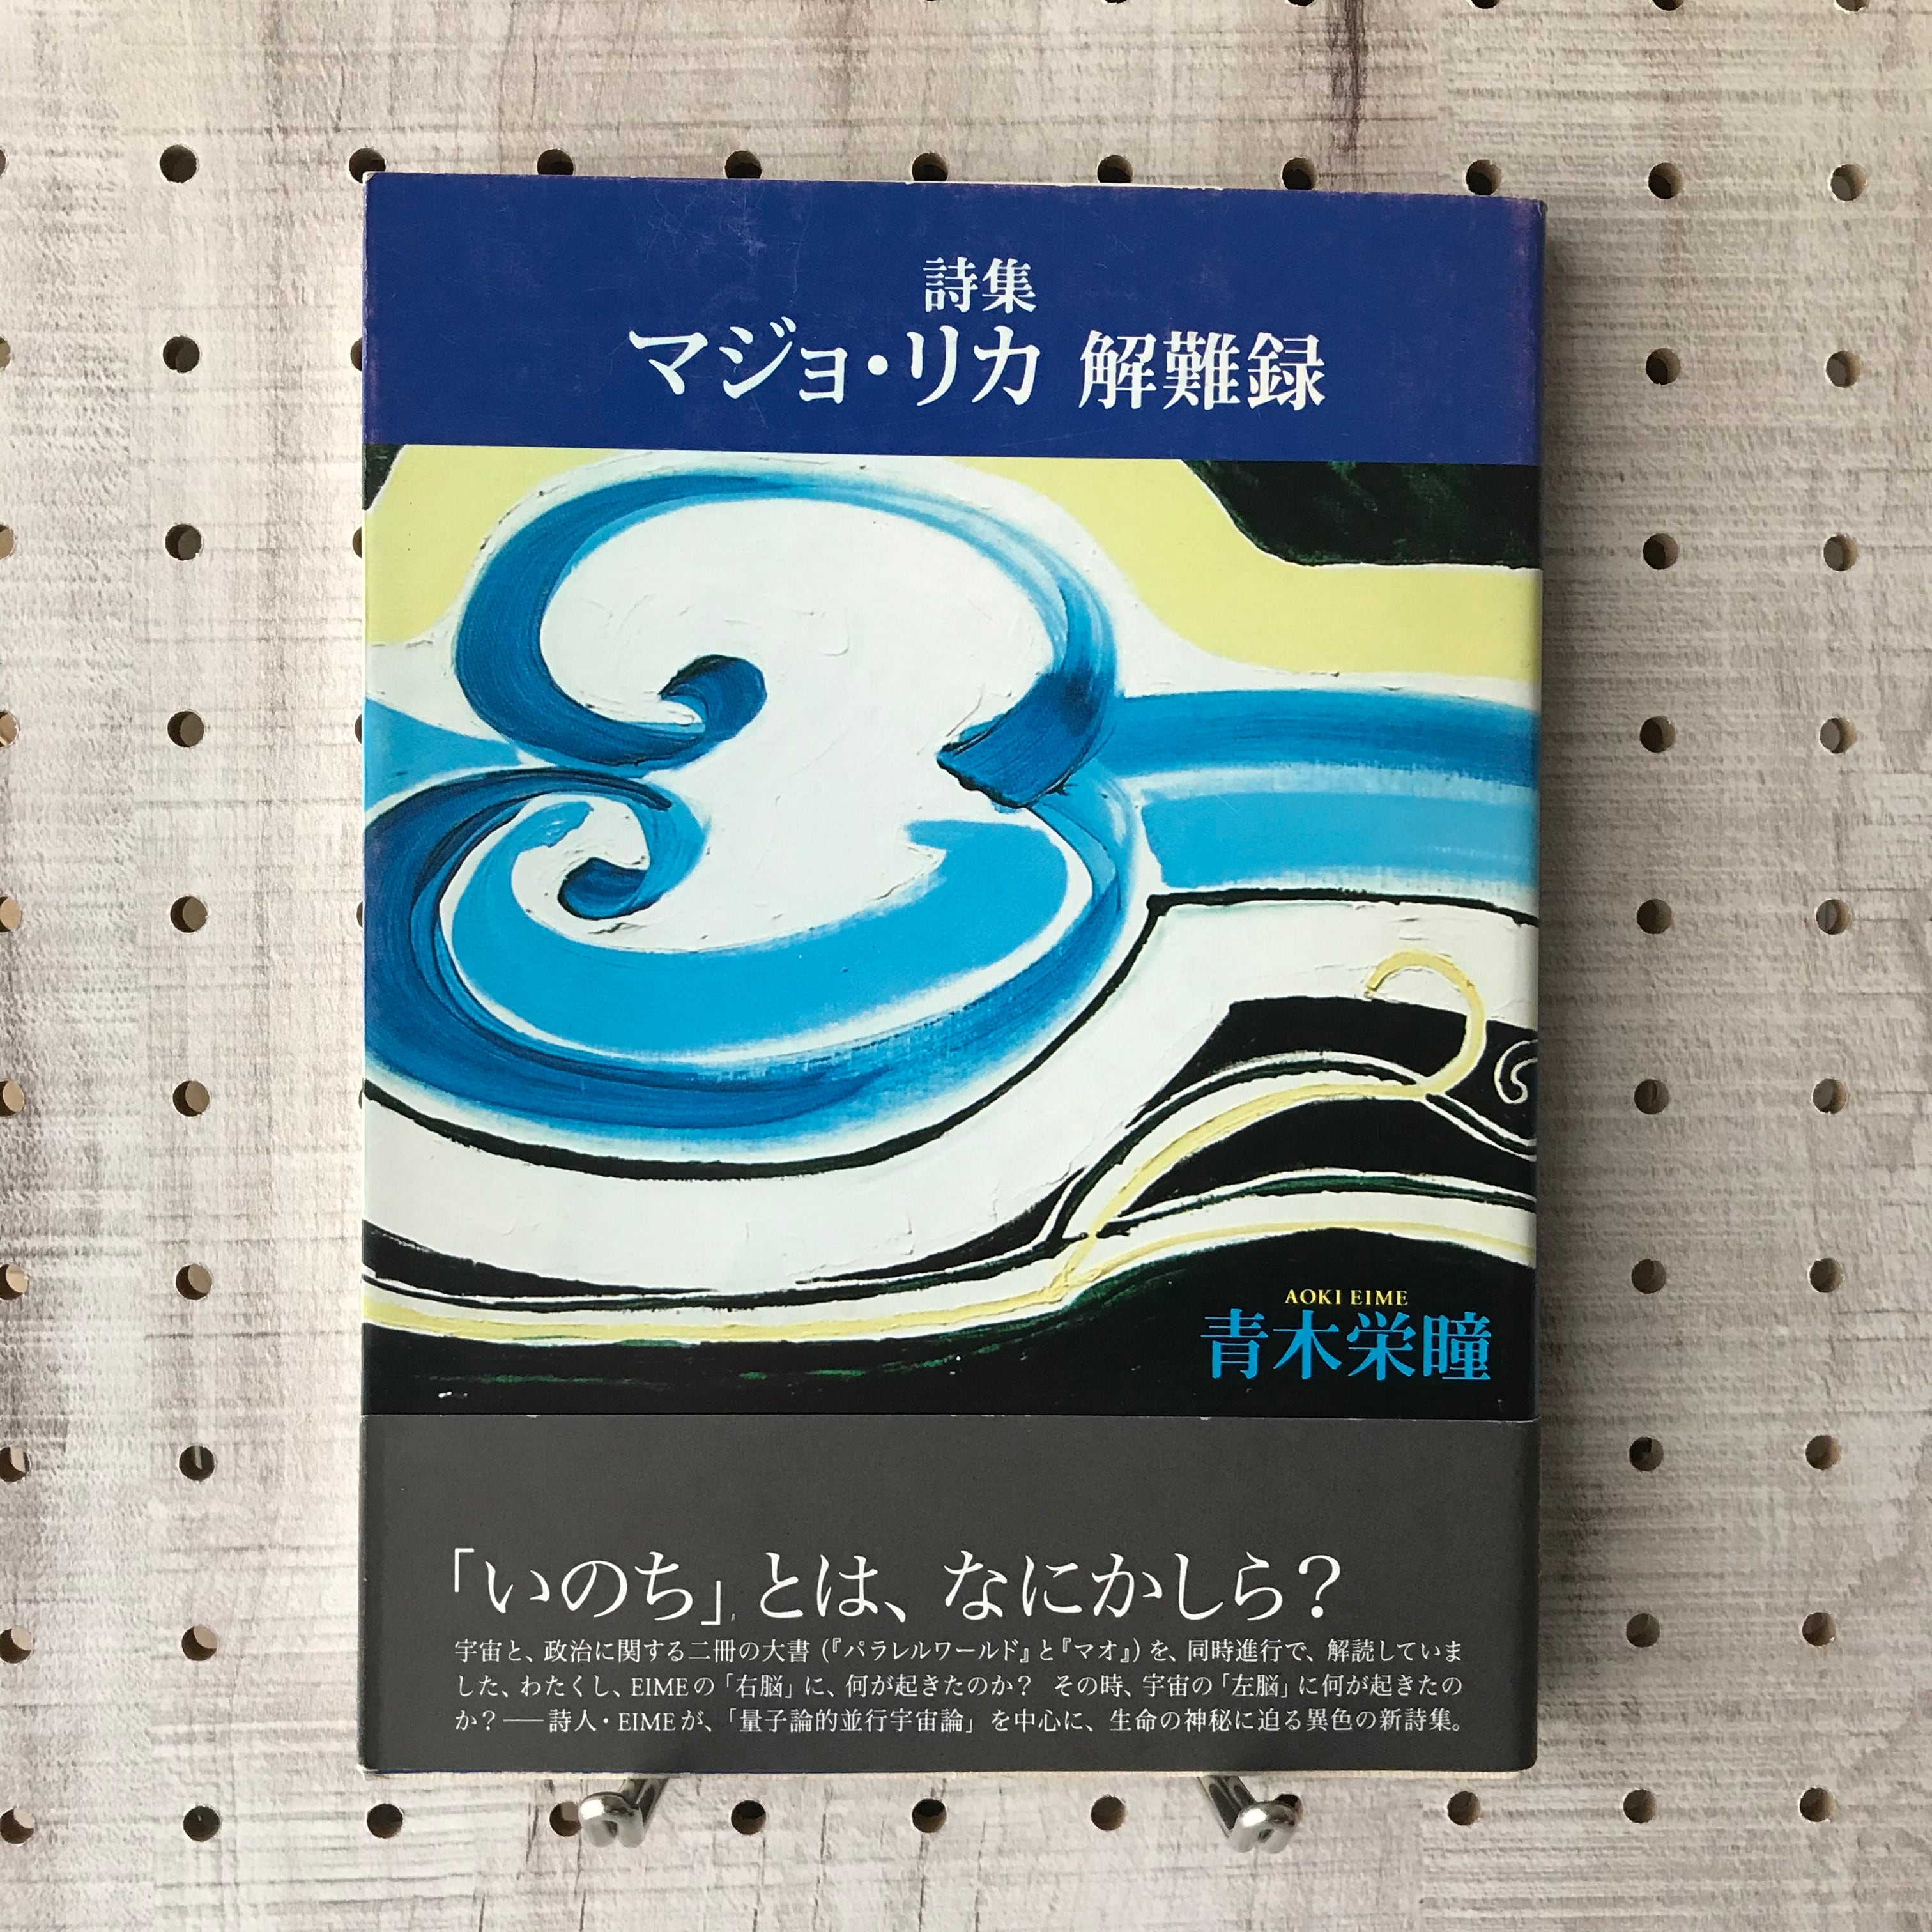 詩集
マジョ・リカ 解難録
AOKI EIME
青木栄瞳
「いのち」とは、なにかしら？
宇宙と、政治に関する二冊の大書（『パラレルワールド』と『マオ』）を、同時進行で、解読していま
した、わたくし、EIMEの「右脳」に、何が起きたのか？ その時、宇宙の「左脳」に何が起きたの
か？──詩人・EIMEが、「量子論的並行宇宙論」を中心に、生命の神秘に迫る異色の新詩集。